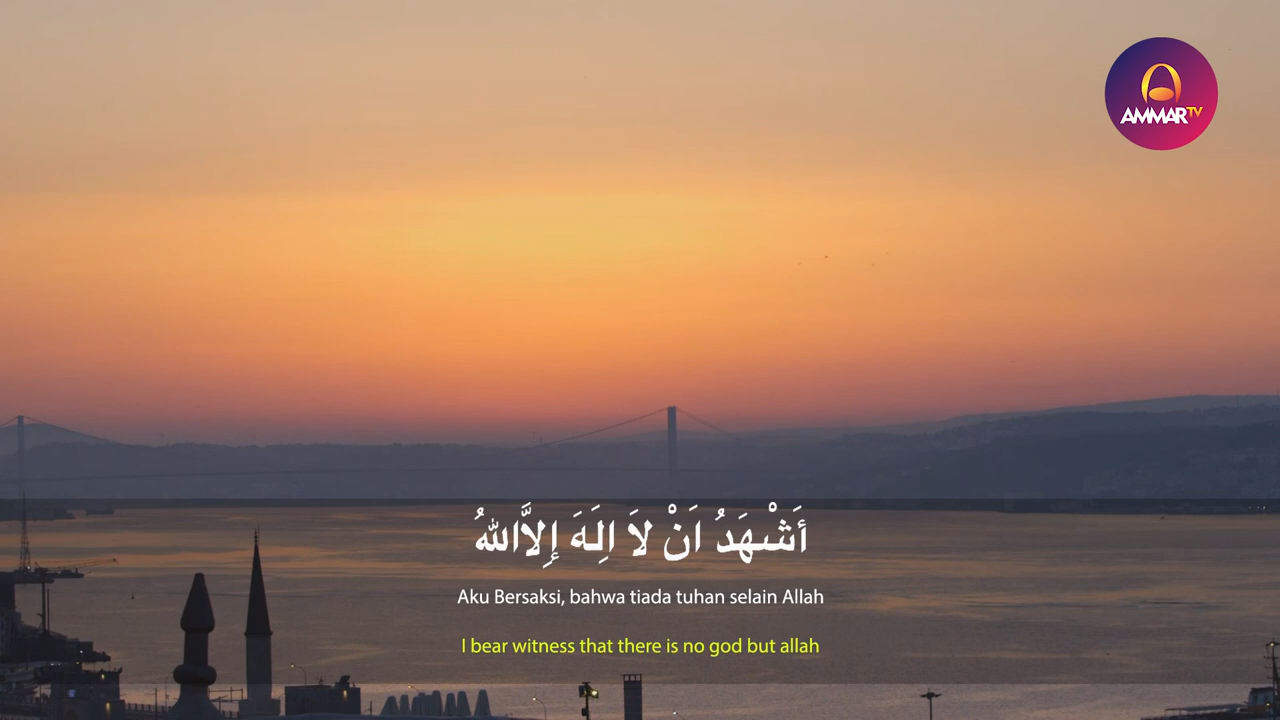 AMMARTV
أَشْهَدُ اَنْ لاَ اِلَهَ إِلاَّاللهُ
Aku Bersaksi, bahwa tiada tuhan selain Allah
I bear witness that there is no god but allah